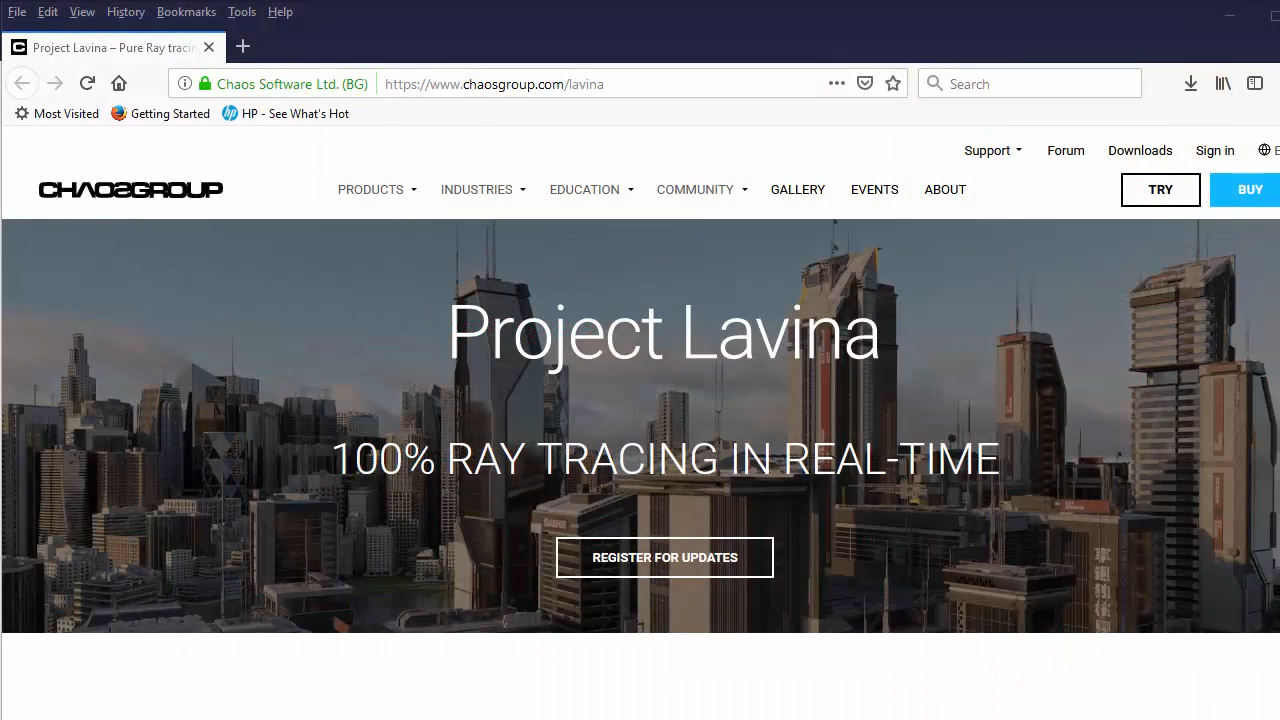 File Edit View History Bookmarks Tools Help
Project Lavina – Pure Ray tracin
Chaos Software Ltd. (BG) https://www.chaosgroup.com/lavina Search
Most Visited Getting Started HP - See What's Hot
Support Forum Downloads Sign in E
CHAOSGROUP PRODUCTS INDUSTRIES EDUCATION COMMUNITY GALLERY EVENTS ABOUT TRY BUY
Project Lavina
100% RAY TRACING IN REAL-TIME
REGISTER FOR UPDATES